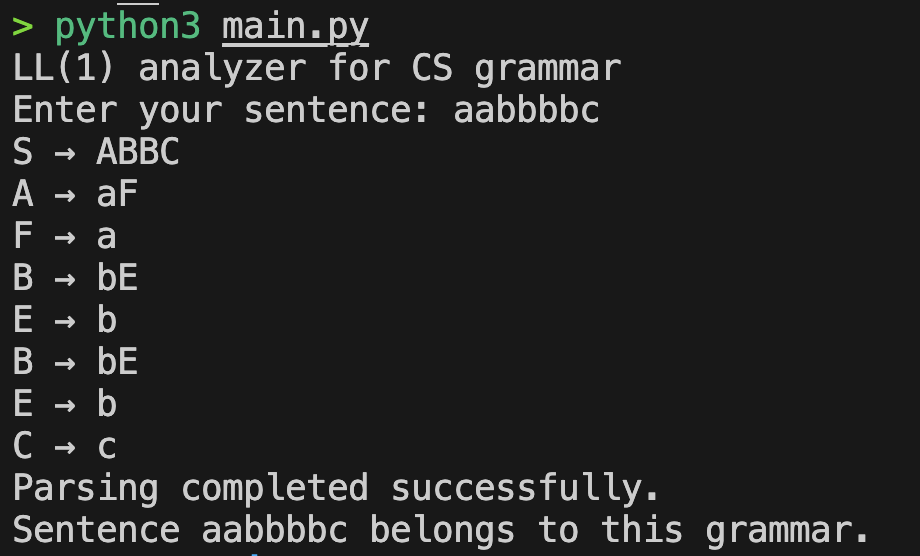 > python3 main.py
LL(1) analyzer for CS grammar
Enter your sentence: aabbbbc
S → ABBC
A → aF
F → a
B → bE
E → b
B → bE
E → b
C → c
Parsing completed successfully.
Sentence aabbbbc belongs to this grammar.